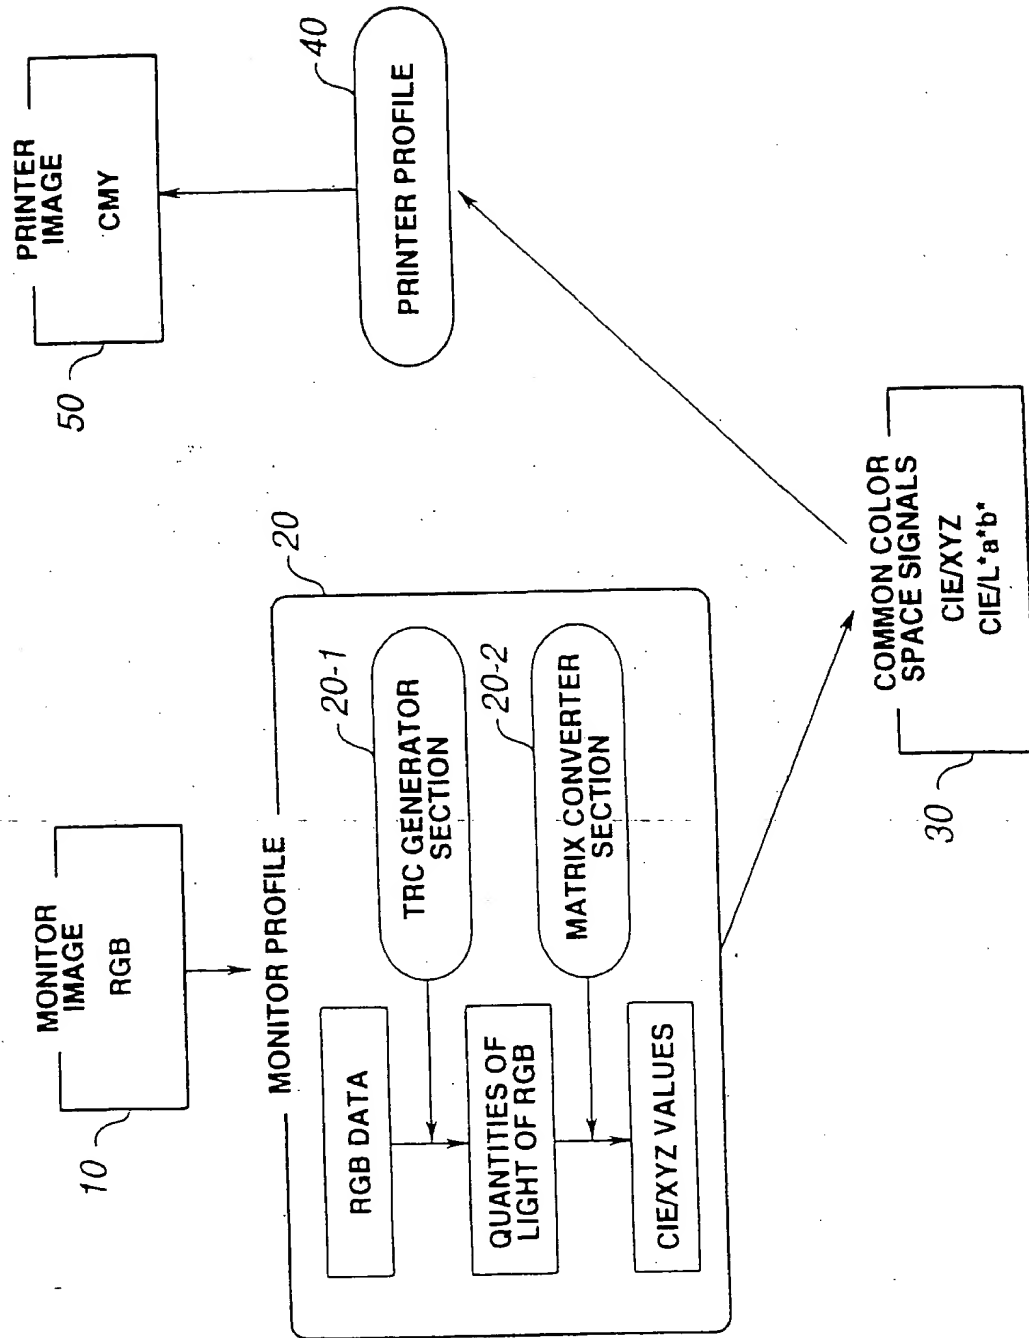 10
MONITOR
IMAGE
RGB
MONITOR PROFILE
20
RGB DATA
TRC GENERATOR
SECTION
20-1
QUANTITIES OF
LIGHT OF RGB
MATRIX CONVERTER
SECTION
20-2
CIE/XYZ VALUES
30
COMMON COLOR
SPACE SIGNALS
CIE/XYZ
CIE/L*a*b*
PRINTER PROFILE
40
50
PRINTER
IMAGE
CMY